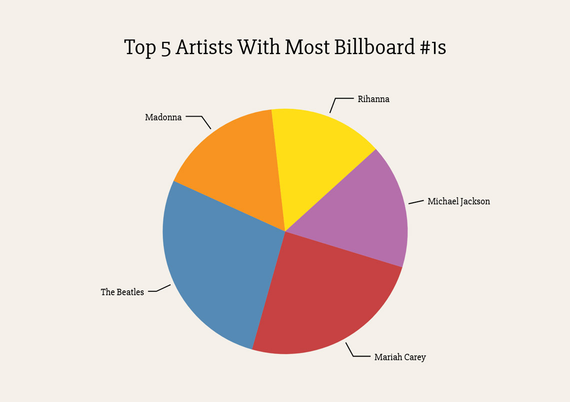 Top 5 Artists With Most Billboard #1s
Rihanna
Madonna
Michael Jackson
The Beatles
Mariah Carey